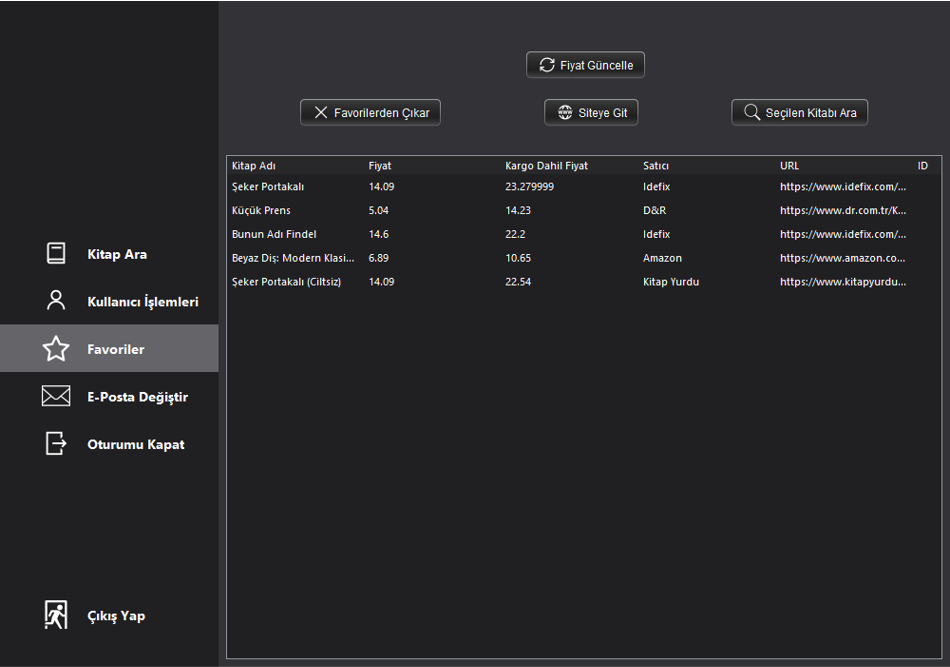 Fiyat Güncelle
Favorilerden Çıkar Siteye Git Seçilen Kitabı Ara
Kitap Adı Fiyat Kargo Dahil Fiyat Satıcı URL ID
Şeker Portakalı 14.09 23.279999 Idefix https://www.idefix.com/...
Küçük Prens 5.04 14.23 D&R https://www.dr.com.tr/K...
Bunun Adı Findel 14.6 22.2 Idefix https://www.idefix.com/...
Beyaz Diş: Modern Klasi... 6.89 10.65 Amazon https://www.amazon.co...
Şeker Portakalı (Ciltsiz) 14.09 22.54 Kitap Yurdu https://www.kitapyurdu...
Kitap Ara
Kullanıcı İşlemleri
Favoriler
E-Posta Değiştir
Oturumu Kapat
Çıkış Yap